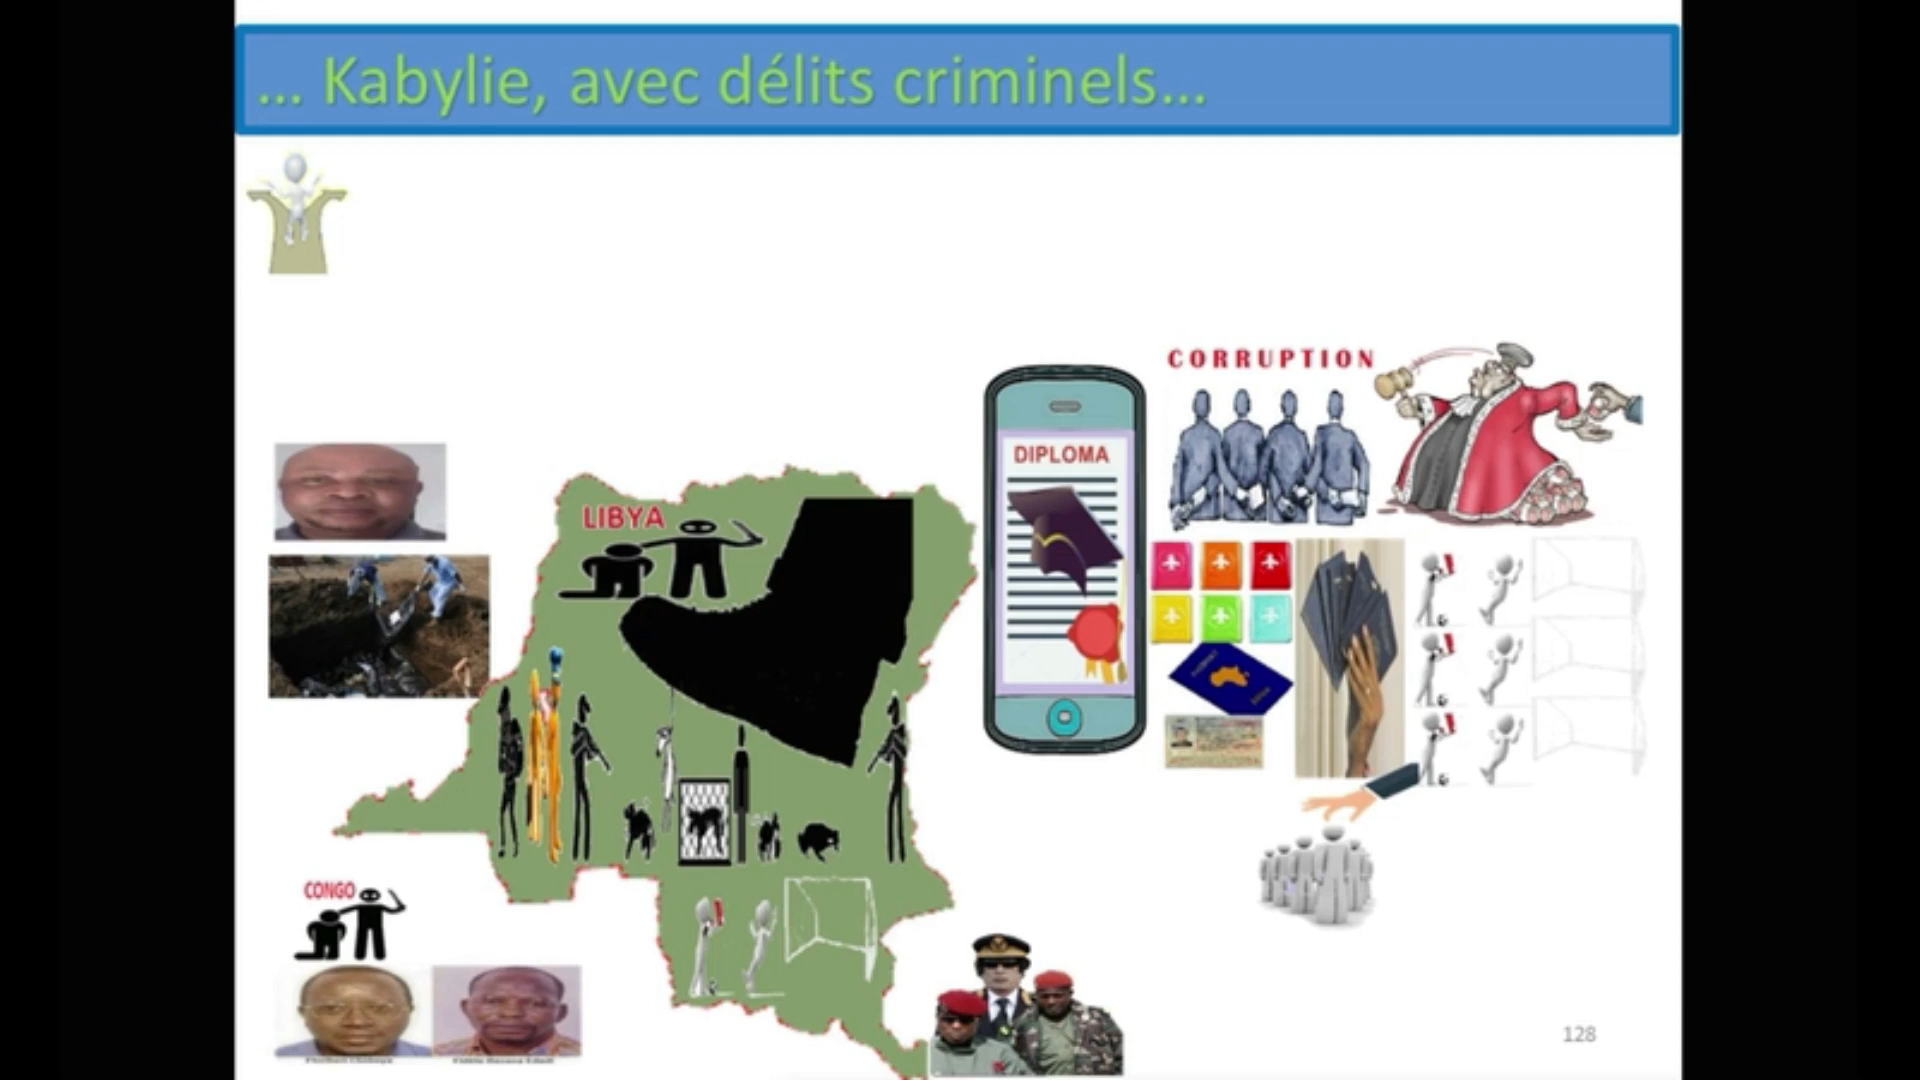 ... Kabylie, avec délits criminels...
CORRUPTION
DIPLOMA
LIBYA
CONGO
128